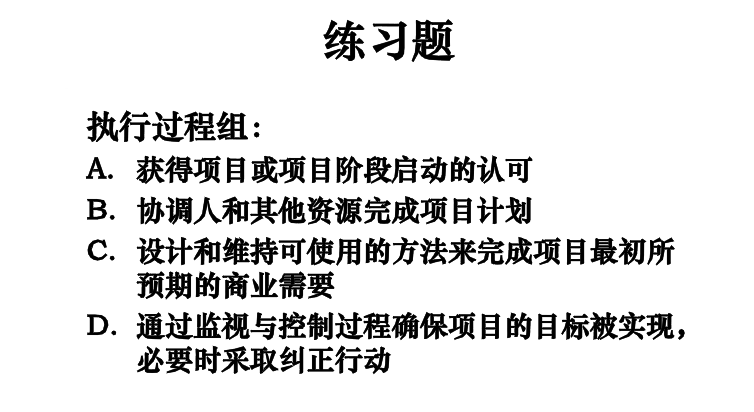 练习题
执行过程组：
A. 获得项目或项目阶段启动的认可
B. 协调人和其他资源完成项目计划
C. 设计和维持可使用的方法来完成项目最初所
预期的商业需要
D. 通过监视与控制过程确保项目的目标被实现，
必要时采取纠正行动